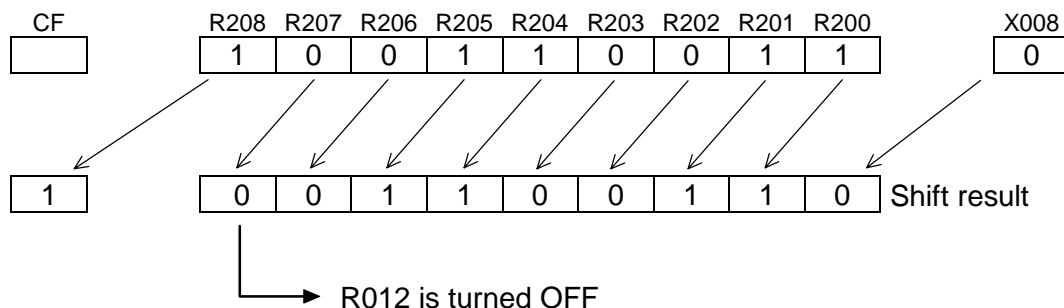 CF R208 R207 R206 R205 R204 R203 R202 R201 R200 X008
1 0 0 1 1 0 0 1 1 0
1 0 0 1 1 0 0 1 1 0 Shift result
R012 is turned OFF